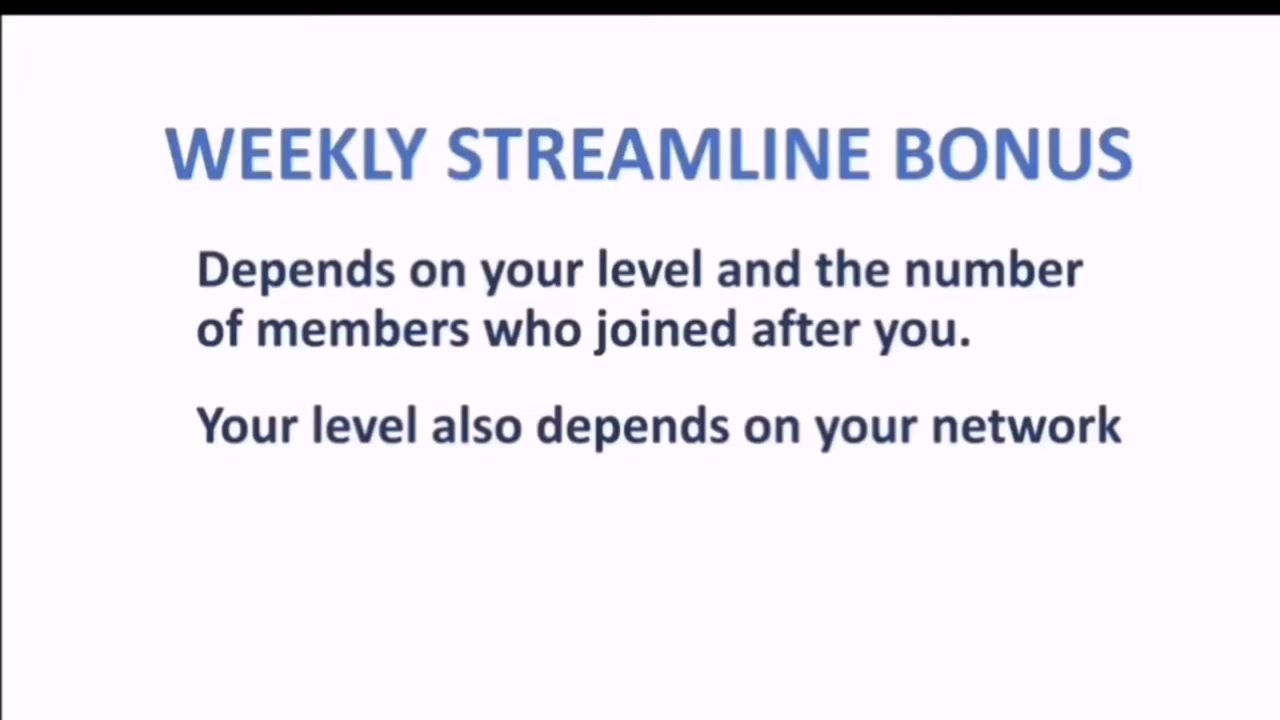 WEEKLY STREAMLINE BONUS
Depends on your level and the number
of members who joined after you.
Your level also depends on your network